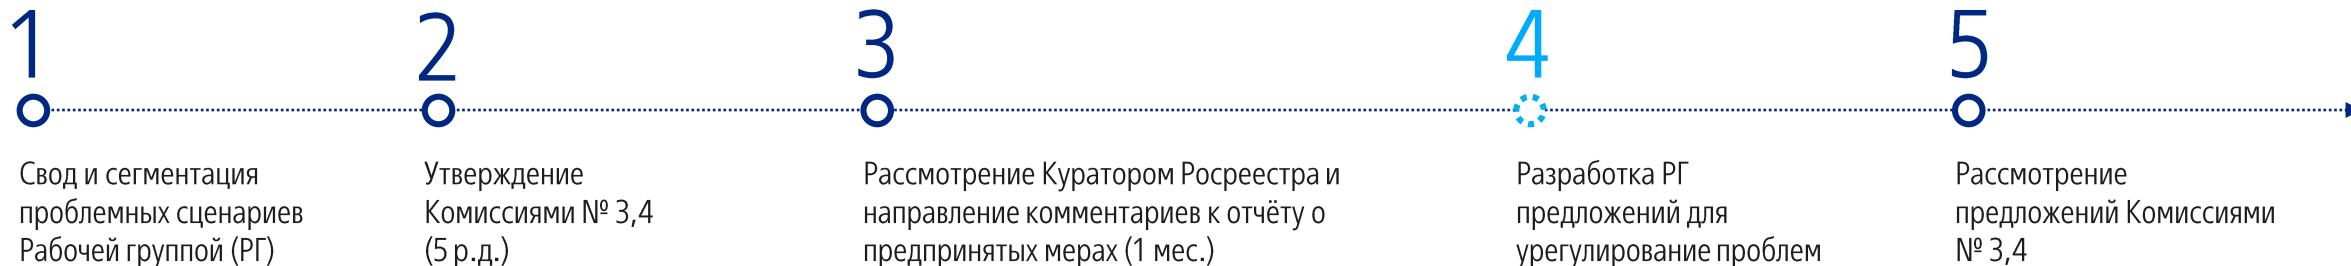 1
2
3
4
5
Свод и сегментация
проблемных сценариев
Рабочей группой (РГ)
Утверждение
Комиссиями № 3,4
(5 р.д.)
Рассмотрение Куратором Росреестра и
направление комментариев к отчёту о
предпринятых мерах (1 мес.)
Разработка РГ
предложений для
урегулирование проблем
Рассмотрение
предложений Комиссиями
№ 3,4